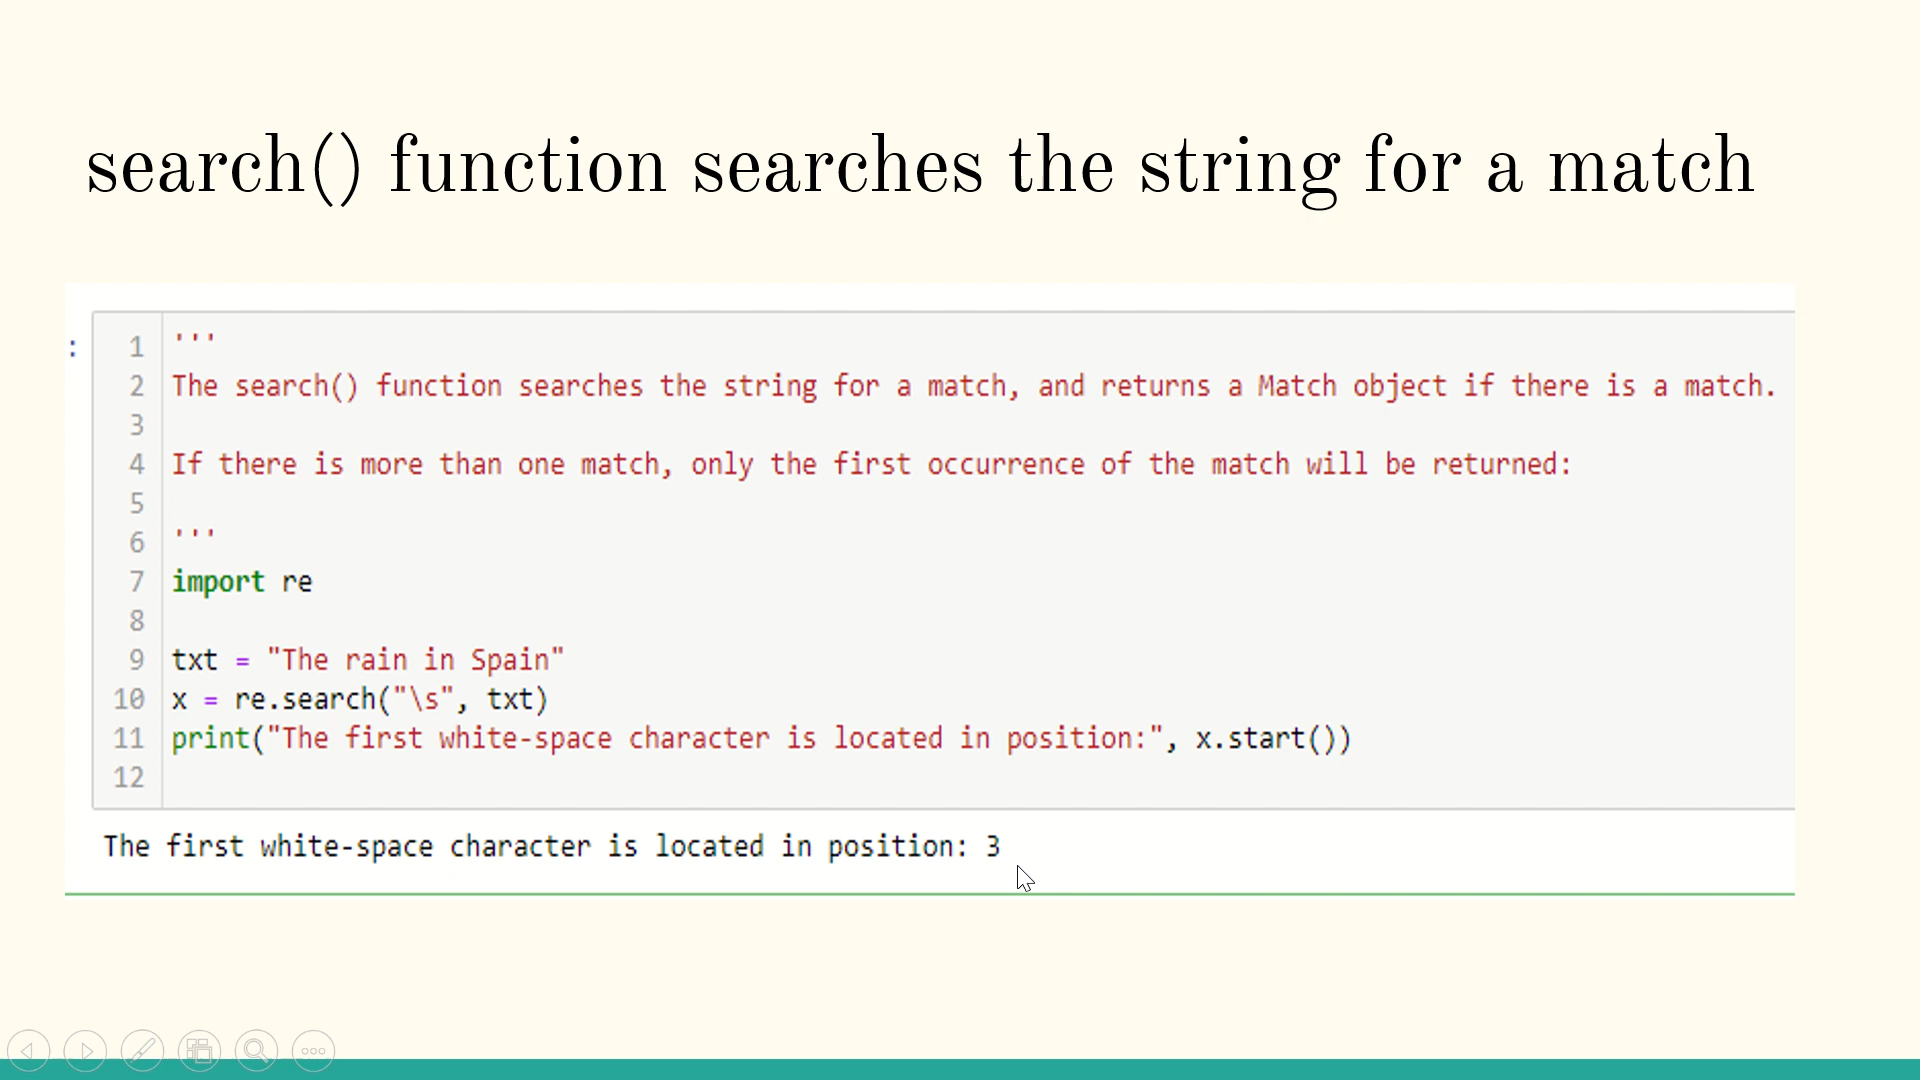 search() function searches the string for a match
:
1 '''
2 The search() function searches the string for a match, and returns a Match object if there is a match.
3
4 If there is more than one match, only the first occurrence of the match will be returned:
5
6 '''
7 import re
8
9 txt = "The rain in Spain"
10 x = re.search("\s", txt)
11 print("The first white-space character is located in position:", x.start())
12
The first white-space character is located in position: 3